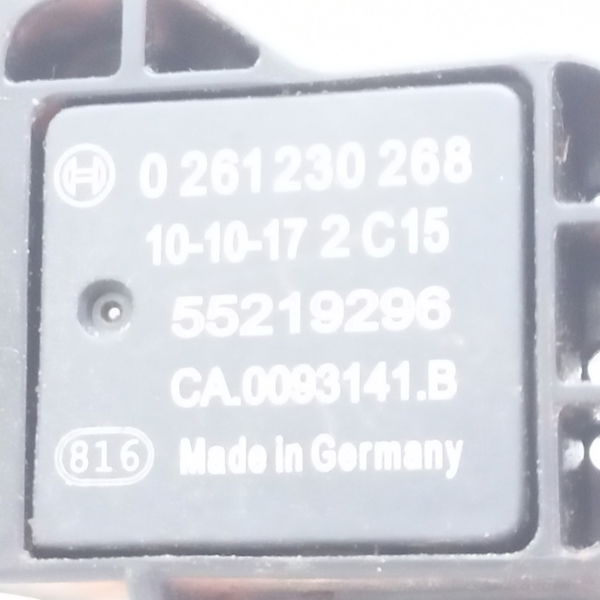 0 261 230 268
10-10-17 2 C15
55219296
CA.0093141.B
816 Made in Germany